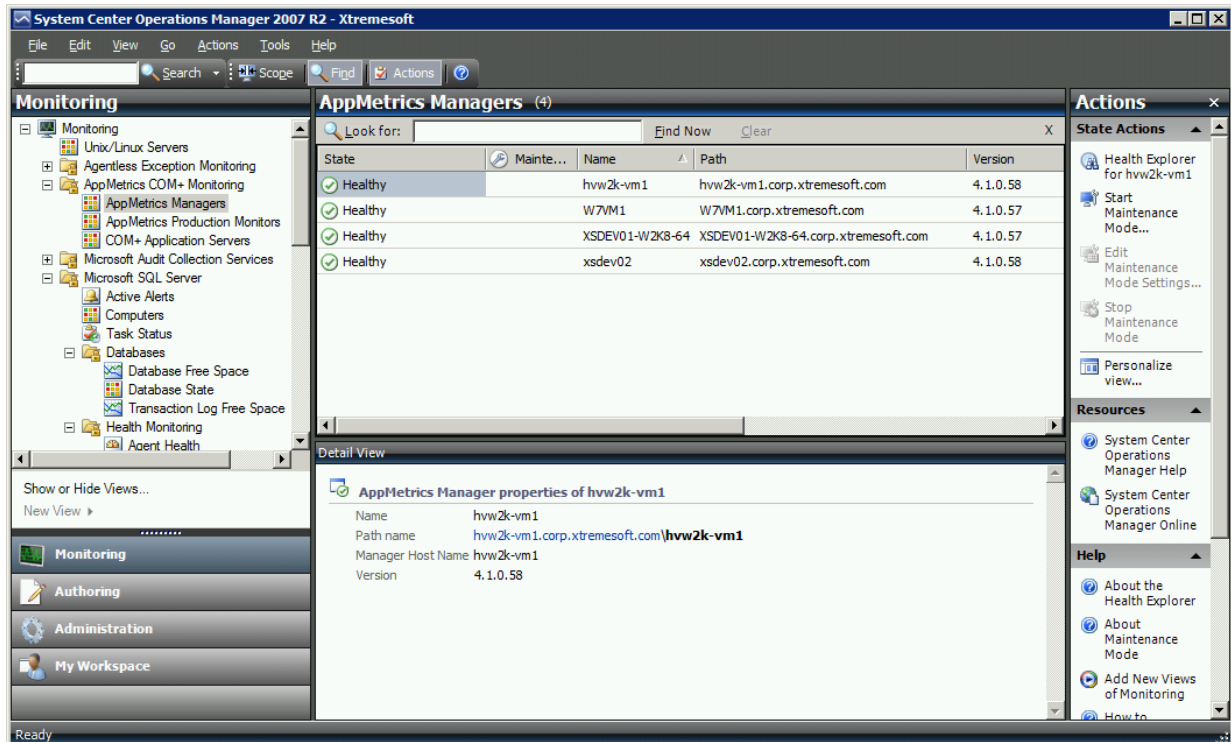 System Center Operations Manager 2007 R2 - Xtremesoft
File Edit View Go Actions Tools Help
Search Scope Find Actions
Monitoring
Monitoring
Unix/Linux Servers
Agentless Exception Monitoring
AppMetrics COM+ Monitoring
AppMetrics Managers
AppMetrics Production Monitors
COM+ Application Servers
Microsoft Audit Collection Services
Microsoft SQL Server
Active Alerts
Computers
Task Status
Databases
Database Free Space
Database State
Transaction Log Free Space
Health Monitoring
Agent Health
Show or Hide Views...
New View
Monitoring
Authoring
Administration
My Workspace
AppMetrics Managers (4)
Look for: Find Now Clear X
State Mainte... Name Path Version
Healthy hvw2k-vm1 hvw2k-vm1.corp.xtremesoft.com 4.1.0.58
Healthy W7VM1 W7VM1.corp.xtremesoft.com 4.1.0.57
Healthy XSDEV01-W2K8-64 XSDEV01-W2K8-64.corp.xtremesoft.com 4.1.0.57
Healthy xsdev02 xsdev02.corp.xtremesoft.com 4.1.0.58
Detail View
AppMetrics Manager properties of hvw2k-vm1
Name hvw2k-vm1
Path name hvw2k-vm1.corp.xtremesoft.com\hvw2k-vm1
Manager Host Name hvw2k-vm1
Version 4.1.0.58
Actions x
State Actions
Health Explorer
for hvw2k-vm1
Start
Maintenance
Mode...
Edit
Maintenance
Mode Settings...
Stop
Maintenance
Mode
Personalize
view...
Resources
System Center
Operations
Manager Help
System Center
Operations
Manager Online
Help
About the
Health Explorer
About
Maintenance
Mode
Add New Views
of Monitoring
How to
Ready